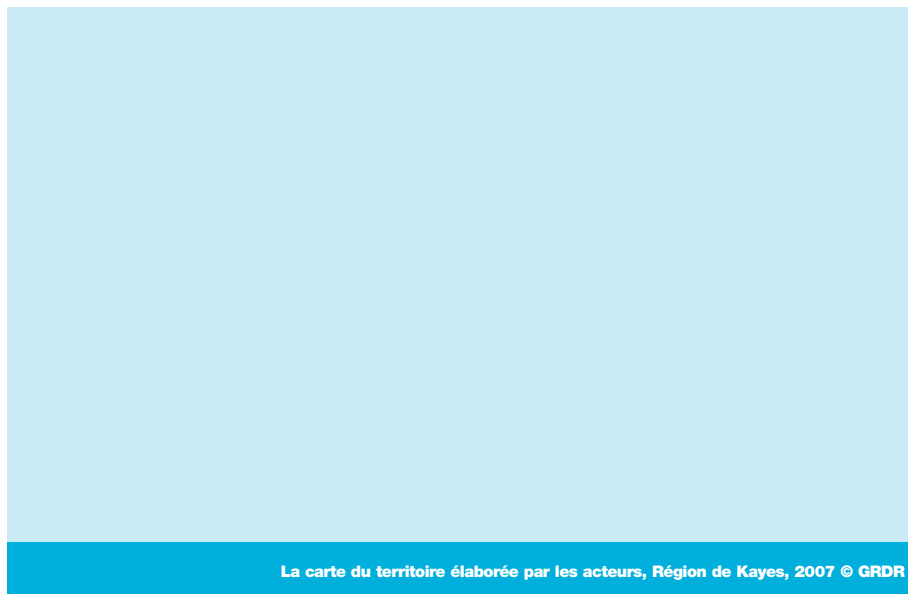 La carte du territoire élaborée par les acteurs, Région de Kayes, 2007 © GRDR